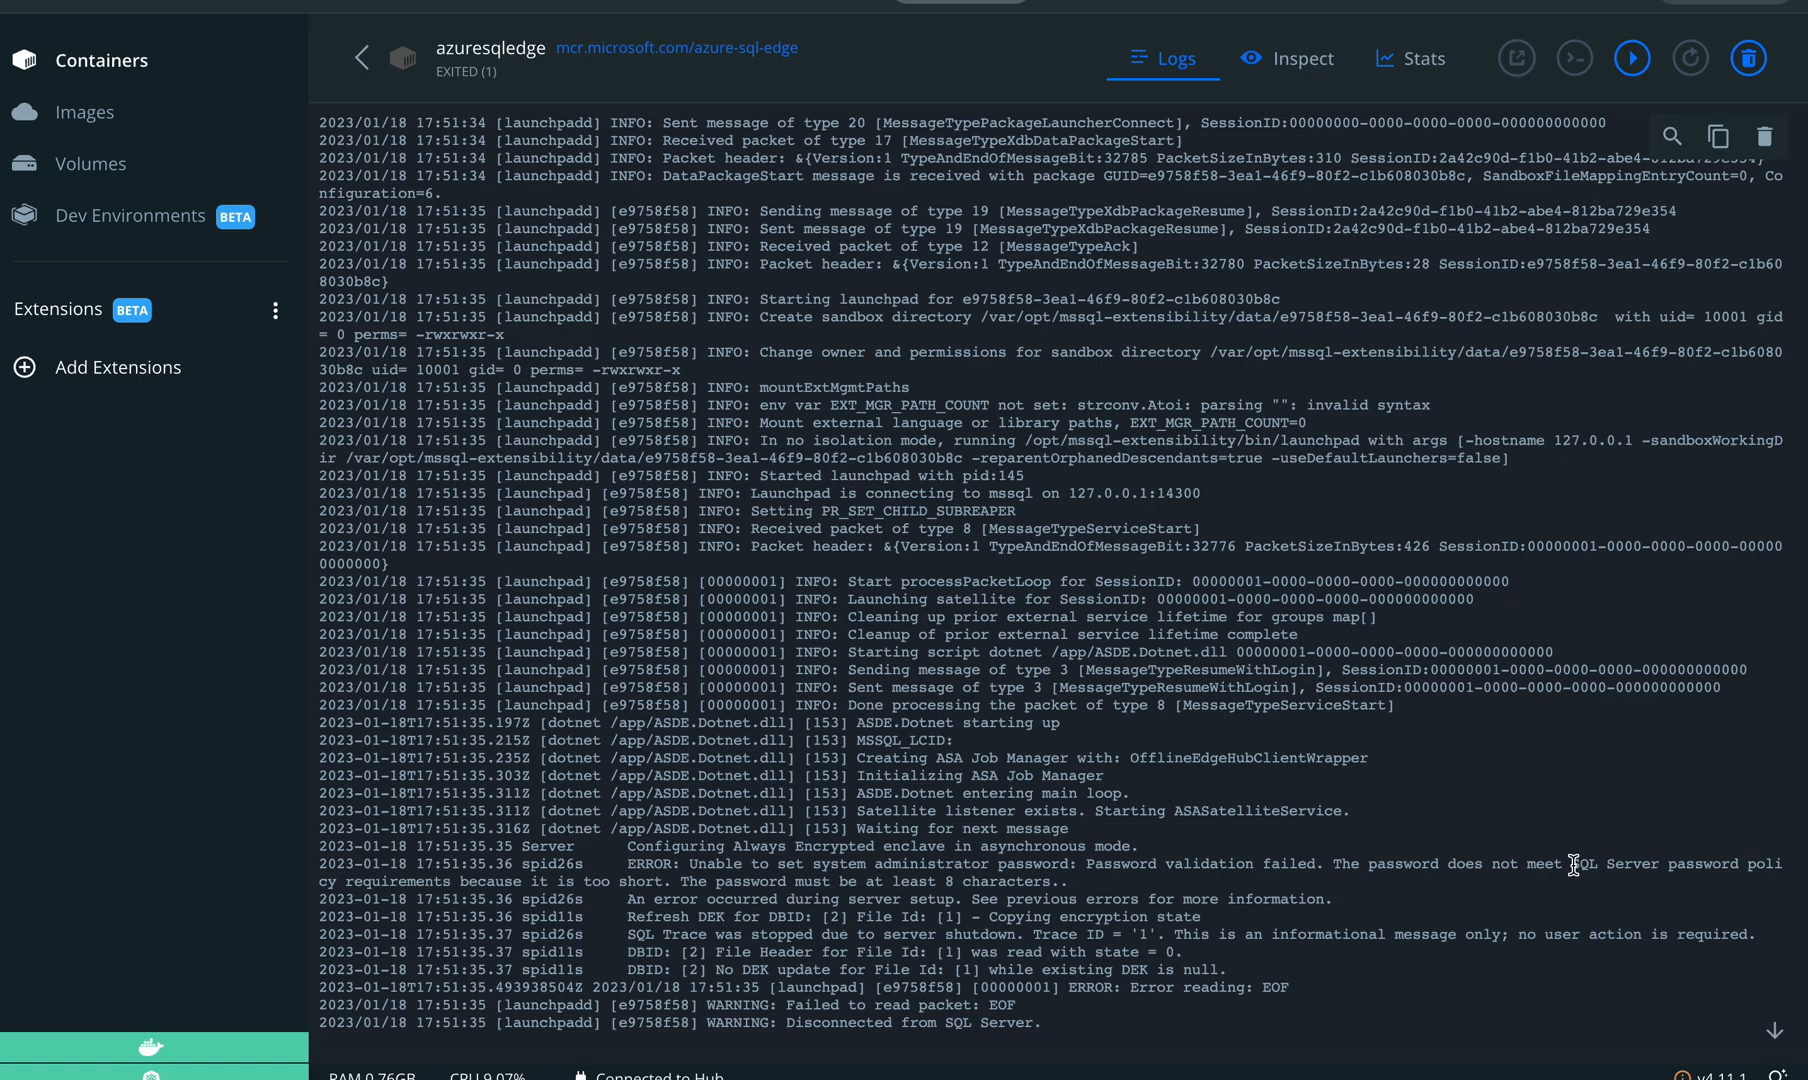 Containers
Images
Volumes
Dev Environments BETA
Extensions BETA
Add Extensions
azuresqledge mcr.microsoft.com/azure-sql-edge
EXITED (1)
Logs
Inspect
Stats
2023/01/18 17:51:34 [launchpadd] INFO: Sent message of type 20 [MessageTypePackageLauncherConnect], SessionID:00000000-0000-0000-0000-000000000000
2023/01/18 17:51:34 [launchpadd] INFO: Received packet of type 17 [MessageTypeXdbDataPackageStart]
2023/01/18 17:51:34 [launchpadd] INFO: Packet header: &{Version:1 TypeAndEndOfMessageBit:32785 PacketSizeInBytes:310 SessionID:2a42c90d-f1b0-41b2-abe4-812ba729e354}
2023/01/18 17:51:34 [launchpadd] INFO: DataPackageStart message is received with package GUID=e9758f58-3ea1-46f9-80f2-c1b608030b8c, SandboxFileMappingEntryCount=0, Co
nfiguration=6.
2023/01/18 17:51:35 [launchpadd] [e9758f58] INFO: Sending message of type 19 [MessageTypeXdbPackageResume], SessionID:2a42c90d-f1b0-41b2-abe4-812ba729e354
2023/01/18 17:51:35 [launchpadd] [e9758f58] INFO: Sent message of type 19 [MessageTypeXdbPackageResume], SessionID:2a42c90d-f1b0-41b2-abe4-812ba729e354
2023/01/18 17:51:35 [launchpadd] [e9758f58] INFO: Received packet of type 12 [MessageTypeAck]
2023/01/18 17:51:35 [launchpadd] [e9758f58] INFO: Packet header: &{Version:1 TypeAndEndOfMessageBit:32780 PacketSizeInBytes:28 SessionID:e9758f58-3ea1-46f9-80f2-c1b60
8030b8c}
2023/01/18 17:51:35 [launchpadd] [e9758f58] INFO: Starting launchpad for e9758f58-3ea1-46f9-80f2-c1b608030b8c
2023/01/18 17:51:35 [launchpadd] [e9758f58] INFO: Create sandbox directory /var/opt/mssql-extensibility/data/e9758f58-3ea1-46f9-80f2-c1b608030b8c  with uid= 10001 gid
= 0 perms= -rwxrwxr-x
2023/01/18 17:51:35 [launchpadd] [e9758f58] INFO: Change owner and permissions for sandbox directory /var/opt/mssql-extensibility/data/e9758f58-3ea1-46f9-80f2-c1b6080
30b8c uid= 10001 gid= 0 perms= -rwxrwxr-x
2023/01/18 17:51:35 [launchpadd] [e9758f58] INFO: mountExtMgmtPaths
2023/01/18 17:51:35 [launchpadd] [e9758f58] INFO: env var EXT_MGR_PATH_COUNT not set: strconv.Atoi: parsing "": invalid syntax
2023/01/18 17:51:35 [launchpadd] [e9758f58] INFO: Mount external language or library paths, EXT_MGR_PATH_COUNT=0
2023/01/18 17:51:35 [launchpadd] [e9758f58] INFO: In no isolation mode, running /opt/mssql-extensibility/bin/launchpad with args [-hostname 127.0.0.1 -sandboxWorkingD
ir /var/opt/mssql-extensibility/data/e9758f58-3ea1-46f9-80f2-c1b608030b8c -reparentOrphanedDescendants=true -useDefaultLaunchers=false]
2023/01/18 17:51:35 [launchpadd] [e9758f58] INFO: Started launchpad with pid:145
2023/01/18 17:51:35 [launchpad] [e9758f58] INFO: Launchpad is connecting to mssql on 127.0.0.1:14300
2023/01/18 17:51:35 [launchpad] [e9758f58] INFO: Setting PR_SET_CHILD_SUBREAPER
2023/01/18 17:51:35 [launchpad] [e9758f58] INFO: Received packet of type 8 [MessageTypeServiceStart]
2023/01/18 17:51:35 [launchpad] [e9758f58] INFO: Packet header: &{Version:1 TypeAndEndOfMessageBit:32776 PacketSizeInBytes:426 SessionID:00000001-0000-0000-0000-00000
0000000}
2023/01/18 17:51:35 [launchpad] [e9758f58] [00000001] INFO: Start processPacketLoop for SessionID: 00000001-0000-0000-0000-000000000000
2023/01/18 17:51:35 [launchpad] [e9758f58] [00000001] INFO: Launching satellite for SessionID: 00000001-0000-0000-0000-000000000000
2023/01/18 17:51:35 [launchpad] [e9758f58] [00000001] INFO: Cleaning up prior external service lifetime for groups map[]
2023/01/18 17:51:35 [launchpad] [e9758f58] [00000001] INFO: Cleanup of prior external service lifetime complete
2023/01/18 17:51:35 [launchpad] [e9758f58] [00000001] INFO: Starting script dotnet /app/ASDE.Dotnet.dll 00000001-0000-0000-0000-000000000000
2023/01/18 17:51:35 [launchpad] [e9758f58] [00000001] INFO: Sending message of type 3 [MessageTypeResumeWithLogin], SessionID:00000001-0000-0000-0000-000000000000
2023/01/18 17:51:35 [launchpad] [e9758f58] [00000001] INFO: Sent message of type 3 [MessageTypeResumeWithLogin], SessionID:00000001-0000-0000-0000-000000000000
2023/01/18 17:51:35 [launchpad] [e9758f58] [00000001] INFO: Done processing the packet of type 8 [MessageTypeServiceStart]
2023-01-18T17:51:35.197Z [dotnet /app/ASDE.Dotnet.dll] [153] ASDE.Dotnet starting up
2023-01-18T17:51:35.215Z [dotnet /app/ASDE.Dotnet.dll] [153] MSSQL_LCID:
2023-01-18T17:51:35.235Z [dotnet /app/ASDE.Dotnet.dll] [153] Creating ASA Job Manager with: OfflineEdgeHubClientWrapper
2023-01-18T17:51:35.303Z [dotnet /app/ASDE.Dotnet.dll] [153] Initializing ASA Job Manager
2023-01-18T17:51:35.311Z [dotnet /app/ASDE.Dotnet.dll] [153] ASDE.Dotnet entering main loop.
2023-01-18T17:51:35.311Z [dotnet /app/ASDE.Dotnet.dll] [153] Satellite listener exists. Starting ASASatelliteService.
2023-01-18T17:51:35.316Z [dotnet /app/ASDE.Dotnet.dll] [153] Waiting for next message
2023-01-18 17:51:35.35 Server      Configuring Always Encrypted enclave in asynchronous mode.
2023-01-18 17:51:35.36 spid26s     ERROR: Unable to set system administrator password: Password validation failed. The password does not meet SQL Server password poli
cy requirements because it is too short. The password must be at least 8 characters..
2023-01-18 17:51:35.36 spid26s     An error occurred during server setup. See previous errors for more information.
2023-01-18 17:51:35.36 spid11s     Refresh DEK for DBID: [2] File Id: [1] - Copying encryption state
2023-01-18 17:51:35.37 spid26s     SQL Trace was stopped due to server shutdown. Trace ID = '1'. This is an informational message only; no user action is required.
2023-01-18 17:51:35.37 spid11s     DBID: [2] File Header for File Id: [1] was read with state = 0.
2023-01-18 17:51:35.37 spid11s     DBID: [2] No DEK update for File Id: [1] while existing DEK is null.
2023-01-18T17:51:35.493938504Z 2023/01/18 17:51:35 [launchpad] [e9758f58] [00000001] ERROR: Error reading: EOF
2023/01/18 17:51:35 [launchpadd] [e9758f58] WARNING: Failed to read packet: EOF
2023/01/18 17:51:35 [launchpadd] [e9758f58] WARNING: Disconnected from SQL Server.
RAM 0.76GB CPU 9.07% Connected to Hub v4.11.1